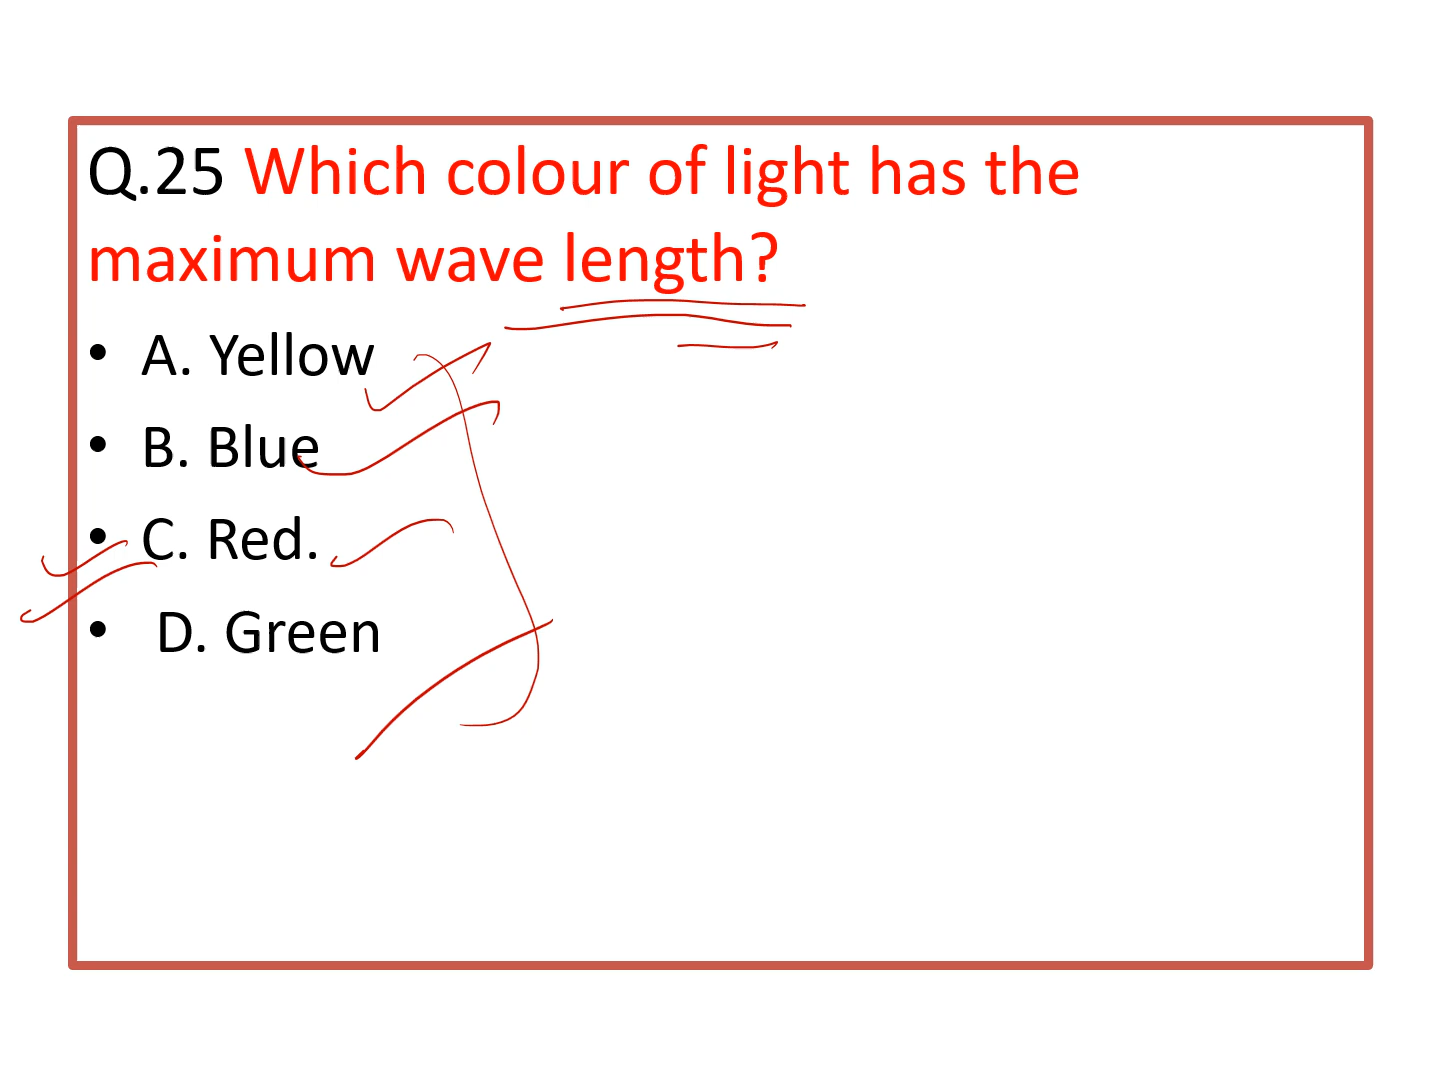 Q.25 Which colour of light has the
maximum wave length?
• A. Yellow
• B. Blue
• C. Red.
• D. Green